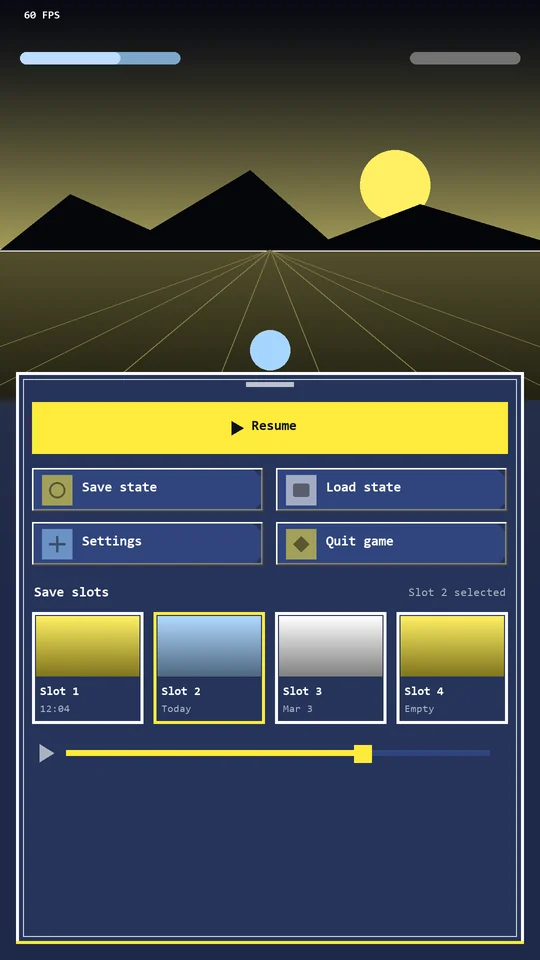 60 FPS
Resume
Save state
Load state
Settings
Quit game
Save slots
Slot 2 selected
Slot 1
12:04
Slot 2
Today
Slot 3
Mar 3
Slot 4
Empty